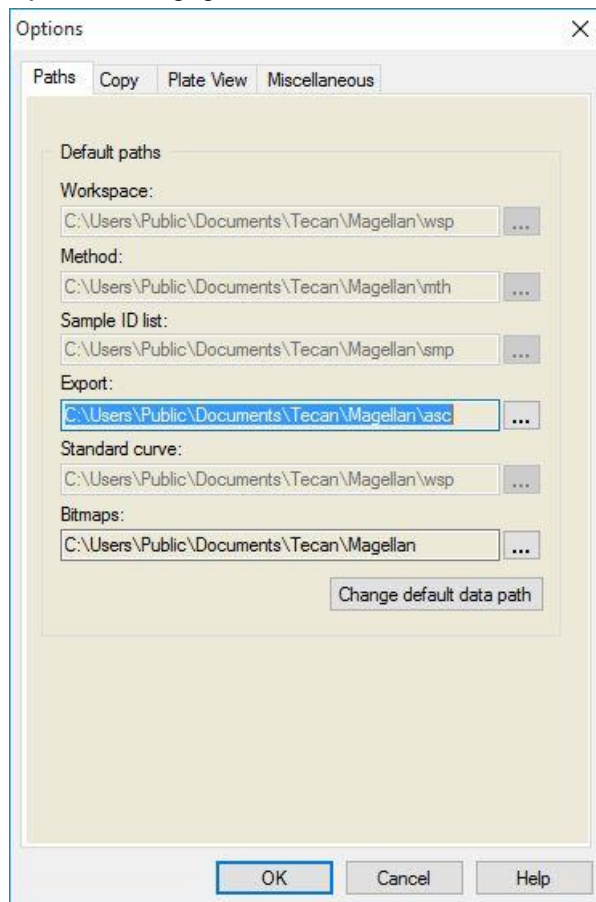 Options
Paths Copy Plate View Miscellaneous
Default paths
Workspace:
C:\Users\Public\Documents\Tecan\Magellan\wsp ...
Method:
C:\Users\Public\Documents\Tecan\Magellan\mth ...
Sample ID list:
C:\Users\Public\Documents\Tecan\Magellan\smp ...
Export:
C:\Users\Public\Documents\Tecan\Magellan\asc ...
Standard curve:
C:\Users\Public\Documents\Tecan\Magellan\wsp ...
Bitmaps:
C:\Users\Public\Documents\Tecan\Magellan ...
Change default data path
OK Cancel Help